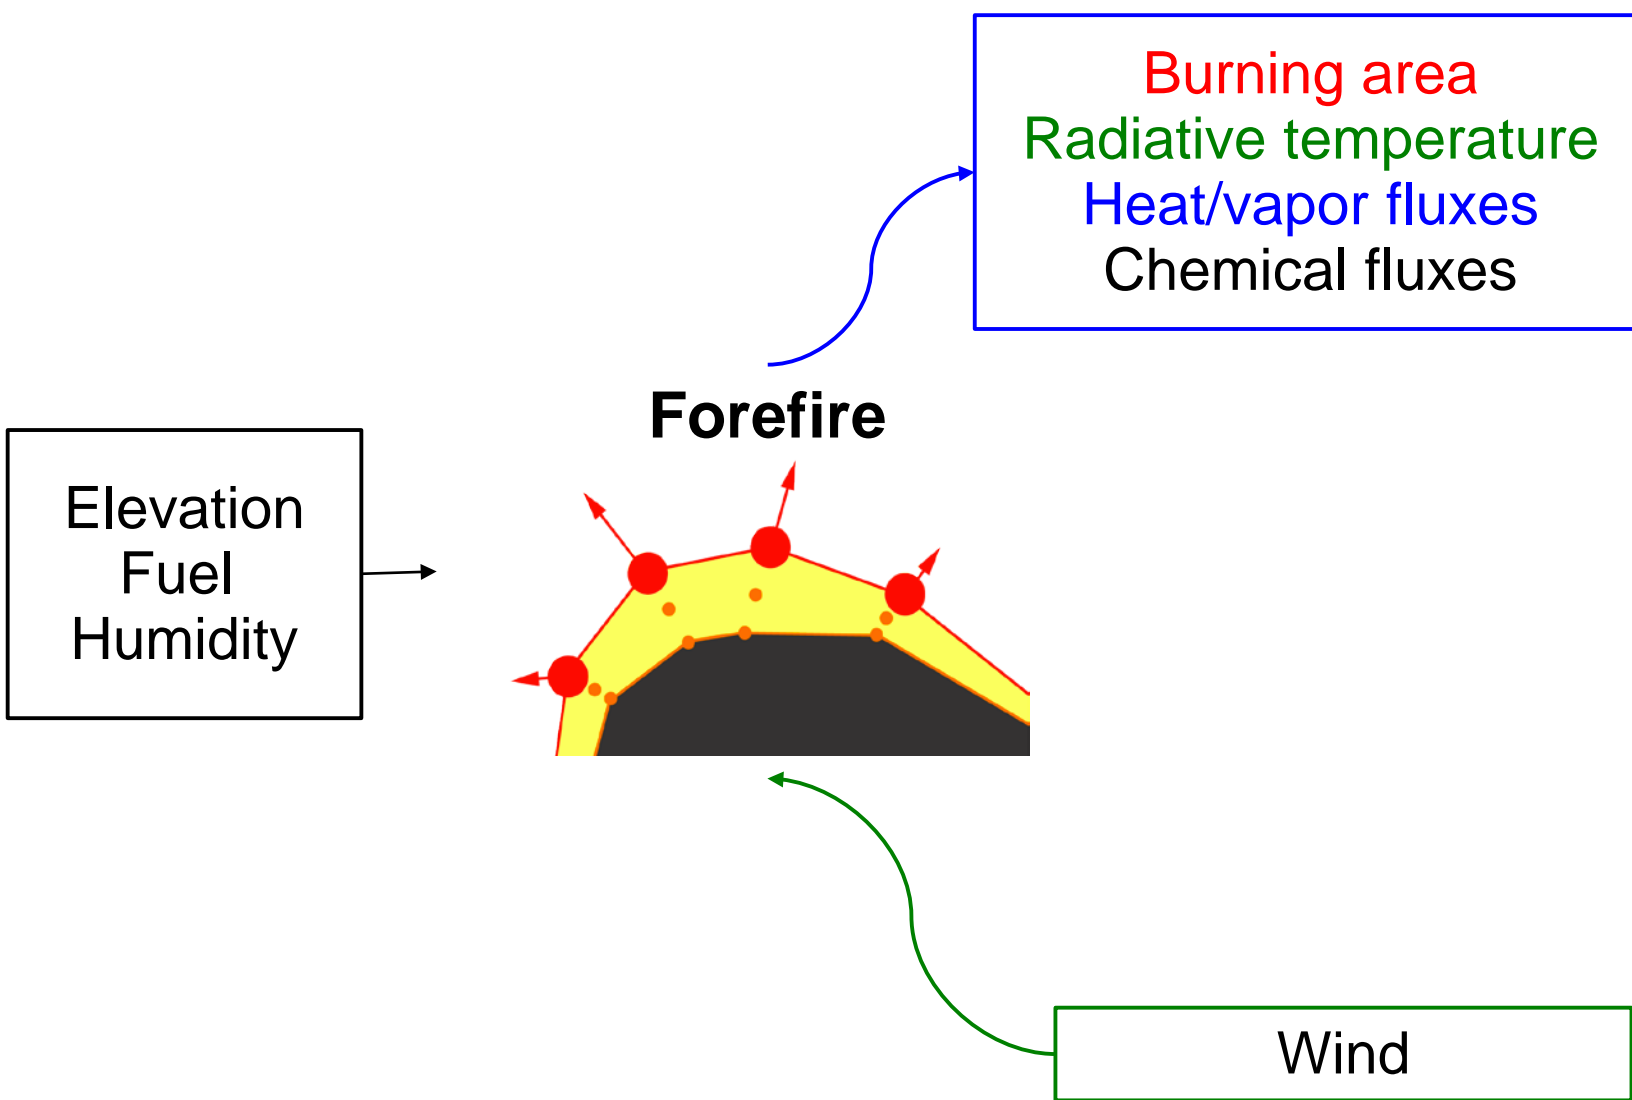 Burning area
Radiative temperature
Heat/vapor fluxes
Chemical fluxes
Forefire
Elevation
Fuel
Humidity
Wind